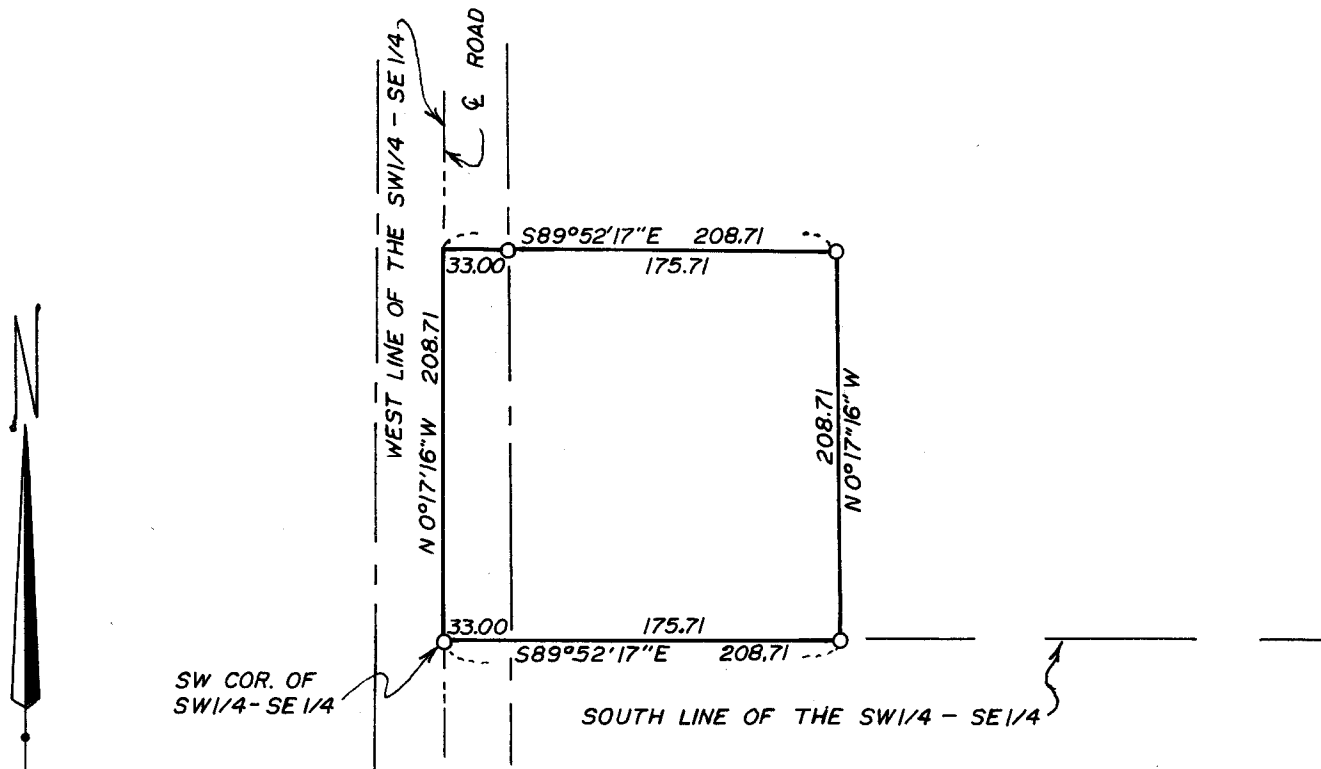 WEST LINE OF THE SW1/4 - SE1/4
℄ ROAD
S89°52'17"E 208.71
33.00 175.71
N 0°17'16"W 208.71
208.71
N 0°17"16"W
33.00 175.71
S89°52'17"E 208.71
N
SW COR. OF
SW1/4-SE1/4
SOUTH LINE OF THE SW1/4 - SE1/4